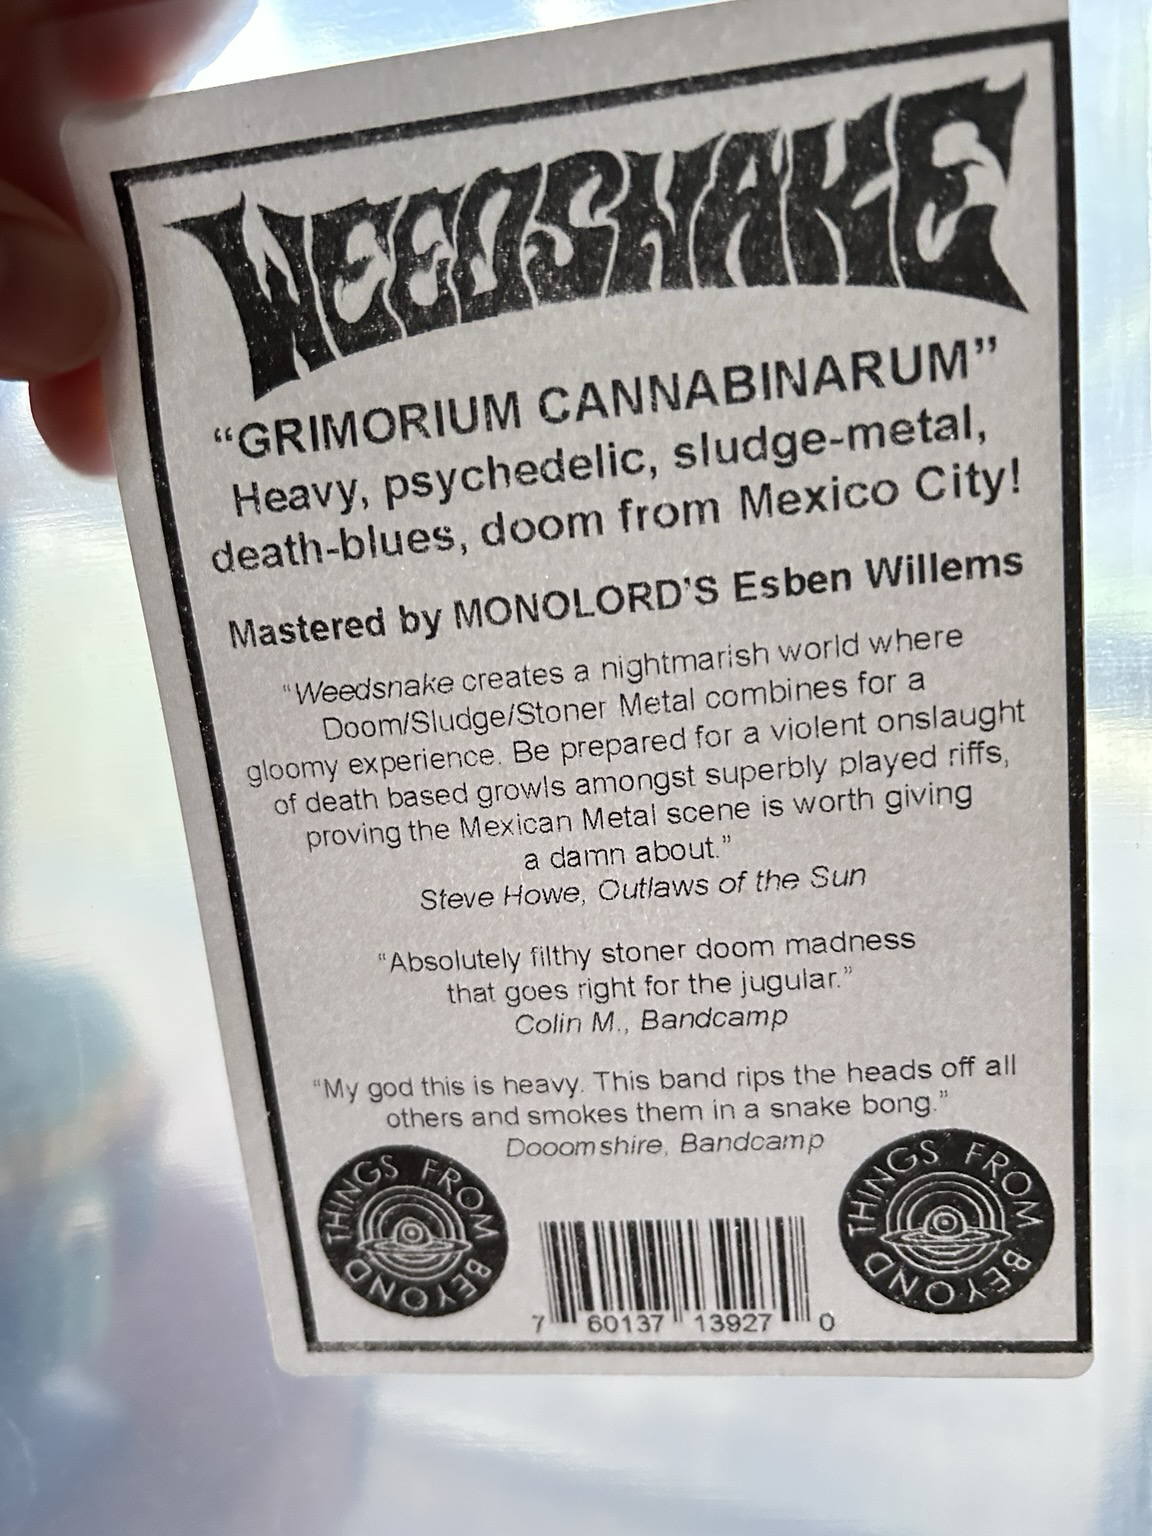 WEEDSNAKE
“GRIMORIUM CANNABINARUM”
Heavy, psychedelic, sludge-metal,
death-blues, doom from Mexico City!
Mastered by MONOLORD'S Esben Willems
“Weedsnake creates a nightmarish world where
Doom/Sludge/Stoner Metal combines for a
gloomy experience. Be prepared for a violent onslaught
of death based growls amongst superbly played riffs,
proving the Mexican Metal scene is worth giving
a damn about.”
Steve Howe, Outlaws of the Sun
“Absolutely filthy stoner doom madness
that goes right for the jugular.”
Colin M., Bandcamp
“My god this is heavy. This band rips the heads off all
others and smokes them in a snake bong.”
Dooomshire, Bandcamp
THINGS FROM BEYOND
THINGS FROM BEYOND
7 60137 13927 0